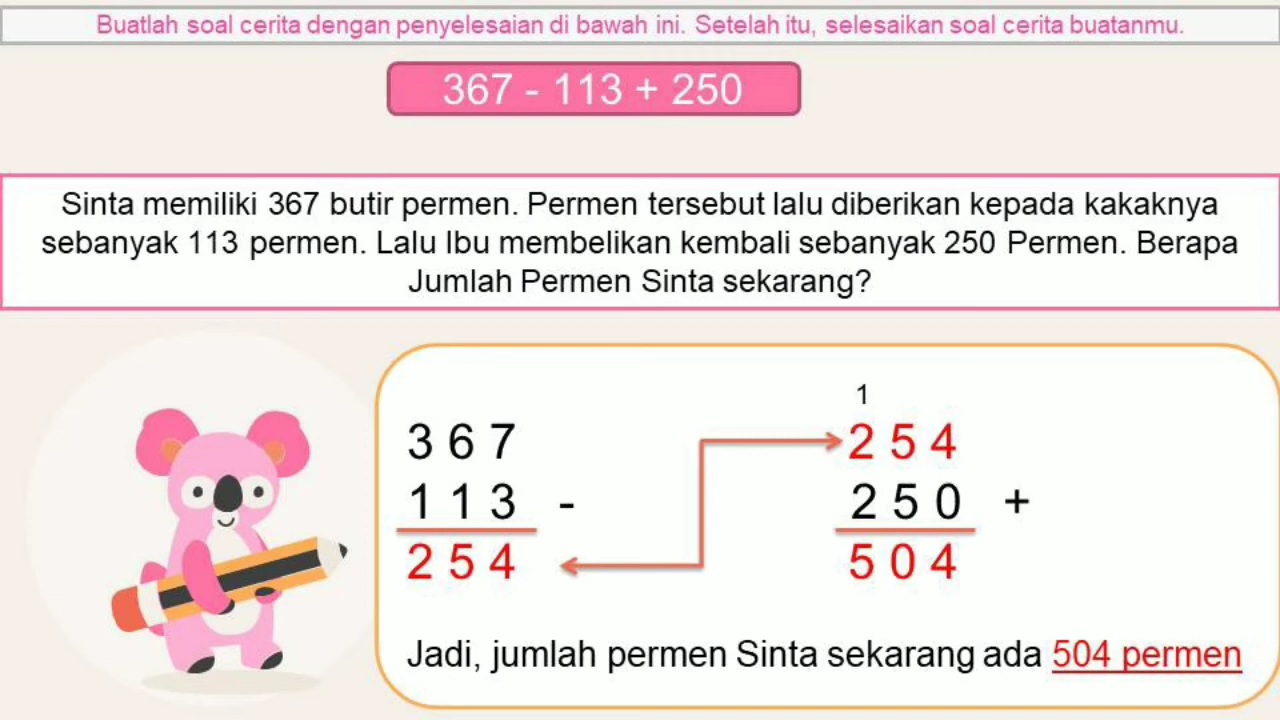 Buatlah soal cerita dengan penyelesaian di bawah ini. Setelah itu, selesaikan soal cerita buatanmu.
367 - 113 + 250
Sinta memiliki 367 butir permen. Permen tersebut lalu diberikan kepada kakaknya
sebanyak 113 permen. Lalu Ibu membelikan kembali sebanyak 250 Permen. Berapa
Jumlah Permen Sinta sekarang?
3 6 7
1 1 3 -
2 5 4
1
2 5 4
2 5 0 +
5 0 4
Jadi, jumlah permen Sinta sekarang ada 504 permen